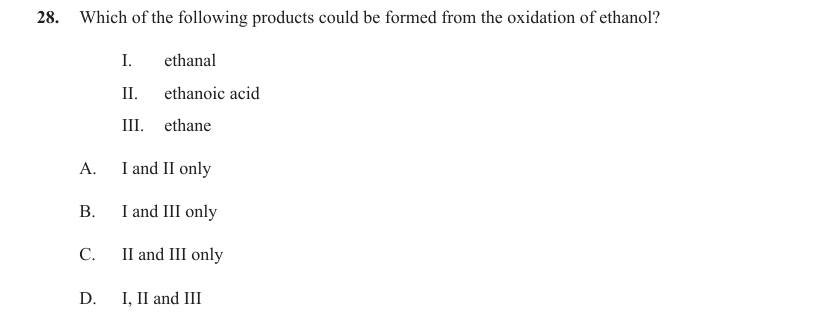 28. Which of the following products could be formed from the oxidation of ethanol?
I. ethanal
II. ethanoic acid
III. ethane
A. I and II only
B. I and III only
C. II and III only
D. I, II and III